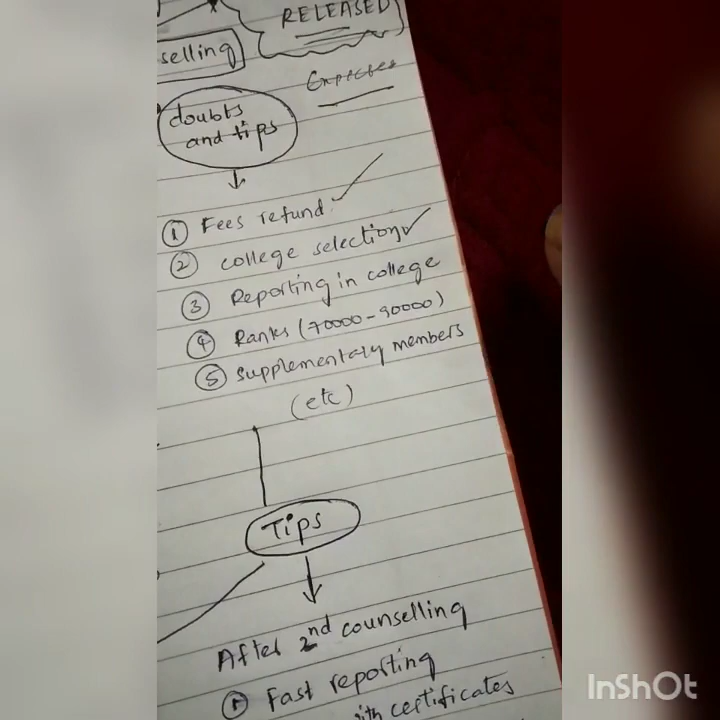 RELEASED
selling
Expected
doubts
and tips
① Fees refund
② college selection
③ Reporting in college
④ Ranks (70000-90000)
⑤ supplementary members
(etc)
Tips
After 2nd counselling
① Fast reporting
with certificates
InShOt